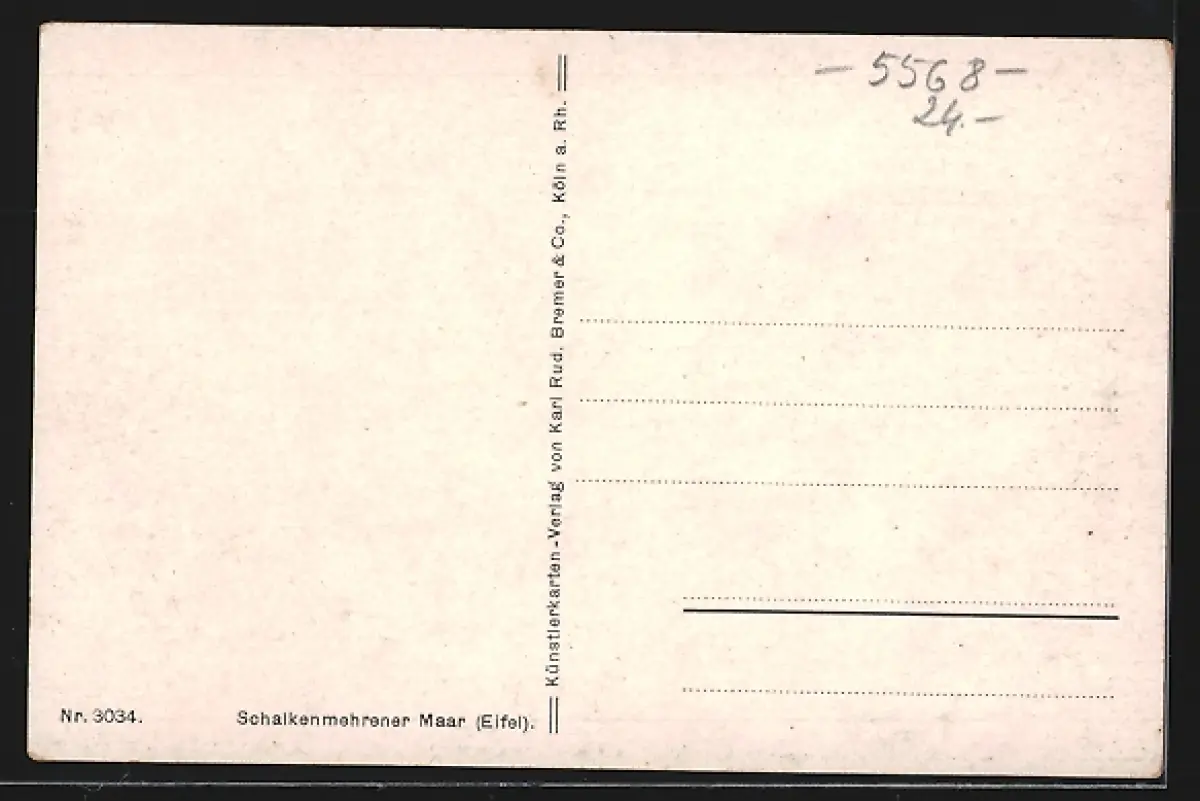 – 5568 –
24.–
Künstlerkarten-Verlag von Karl Rud. Bremer & Co., Köln a. Rh.
Nr. 3034.
Schalkenmehrener Maar (Eifel).